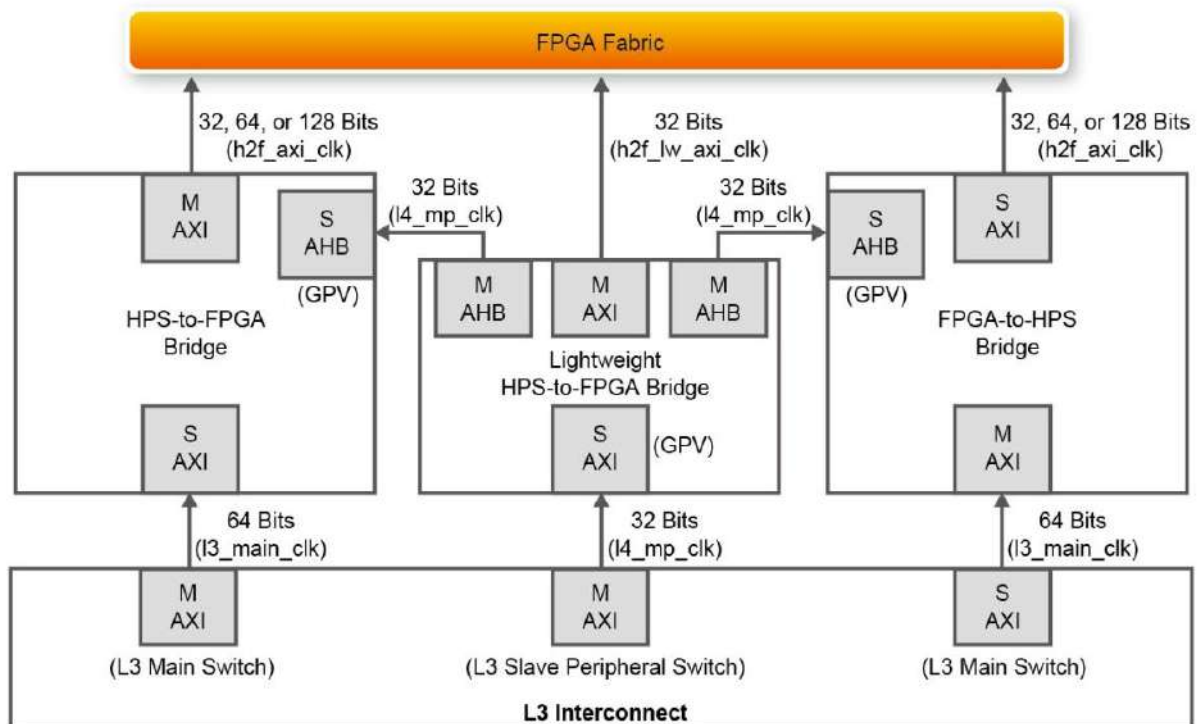 FPGA Fabric
32, 64, or 128 Bits
(h2f_axi_clk)
32 Bits
(h2f_lw_axi_clk)
32, 64, or 128 Bits
(h2f_axi_clk)
M
AXI
S
AHB
(GPV)
HPS-to-FPGA
Bridge
S
AXI
32 Bits
(l4_mp_clk)
32 Bits
(l4_mp_clk)
M
AHB
M
AXI
M
AHB
Lightweight
HPS-to-FPGA Bridge
S
AXI
(GPV)
S
AHB
(GPV)
S
AXI
FPGA-to-HPS
Bridge
M
AXI
64 Bits
(l3_main_clk)
32 Bits
(l4_mp_clk)
64 Bits
(l3_main_clk)
M
AXI
(L3 Main Switch)
M
AXI
(L3 Slave Peripheral Switch)
S
AXI
(L3 Main Switch)
L3 Interconnect